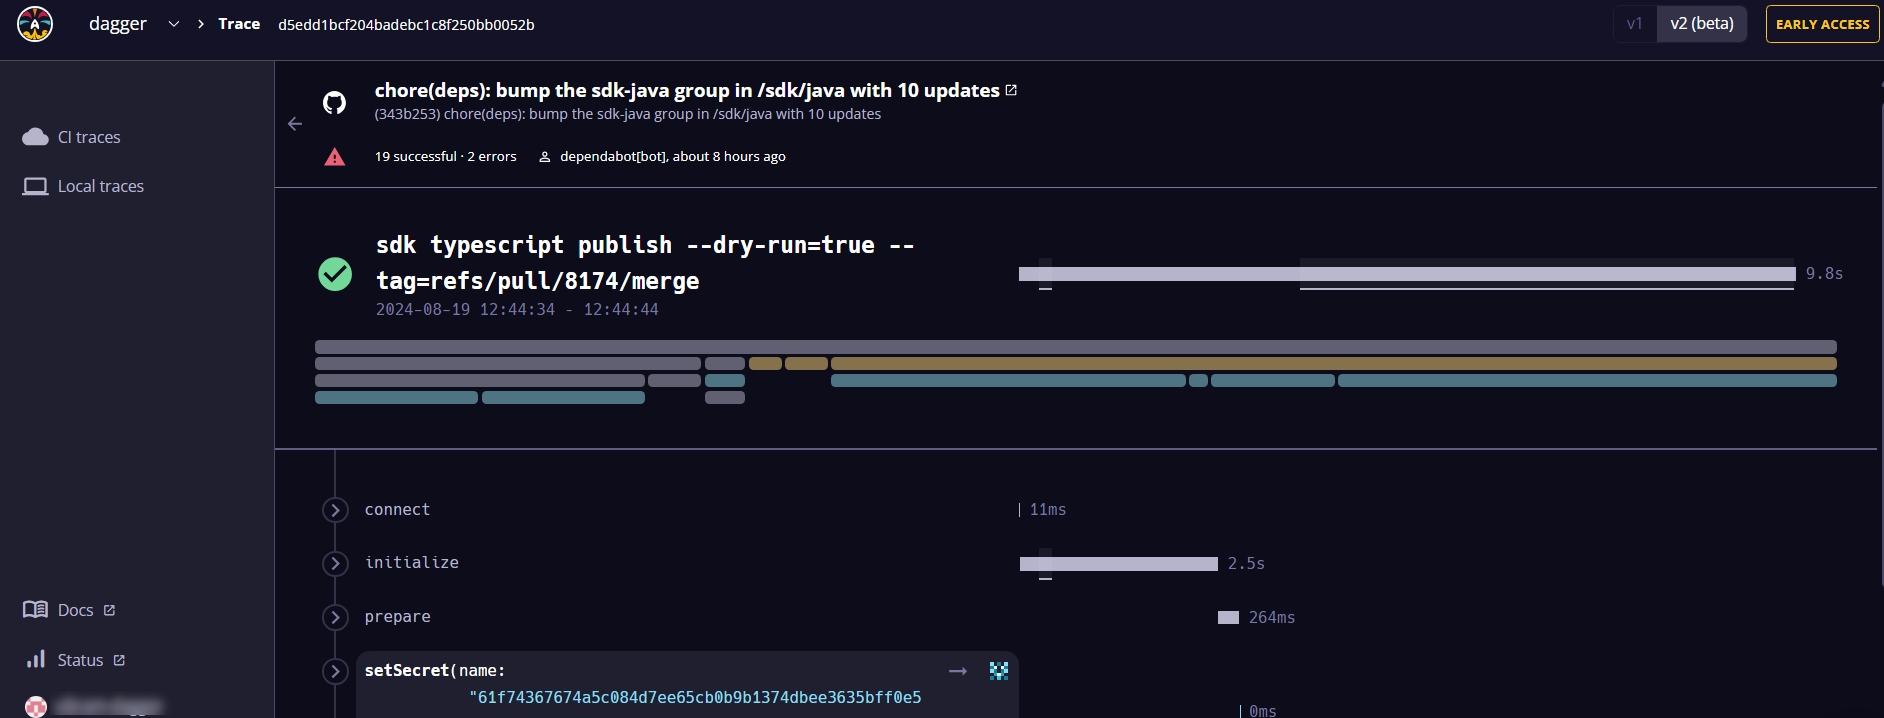 dagger > Trace d5edd1bcf204badebc1c8f250bb0052b v1 v2 (beta) EARLY ACCESS
CI traces
Local traces
Docs
Status
chore(deps): bump the sdk-java group in /sdk/java with 10 updates
(343b253) chore(deps): bump the sdk-java group in /sdk/java with 10 updates
19 successful · 2 errors dependabot[bot], about 8 hours ago
sdk typescript publish --dry-run=true --
tag=refs/pull/8174/merge
2024-08-19 12:44:34 - 12:44:44
9.8s
connect 11ms
initialize 2.5s
prepare 264ms
setSecret(name:
"61f74367674a5c084d7ee65cb0b9b1374dbee3635bff0e5
0ms